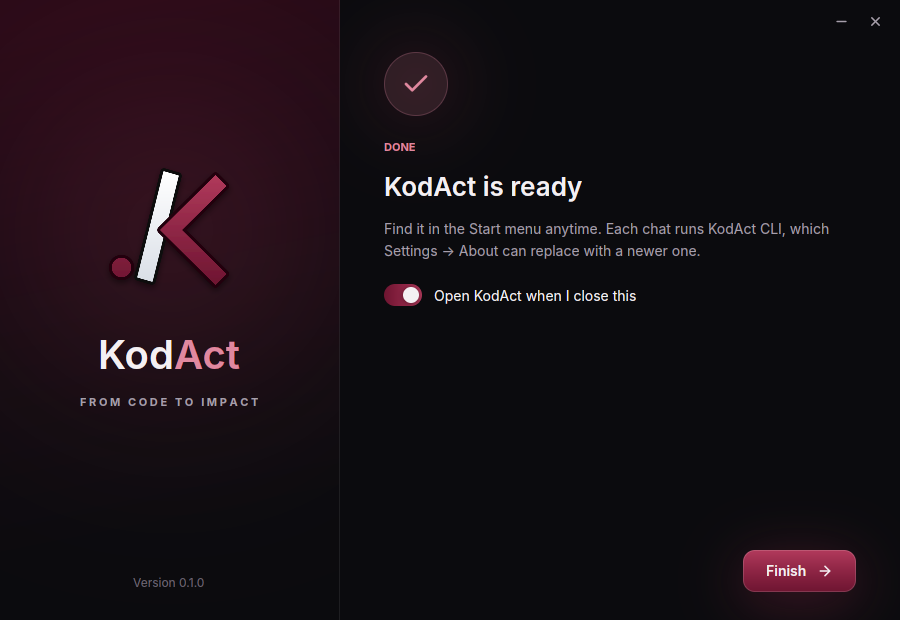 KodAct
FROM CODE TO IMPACT
Version 0.1.0
DONE
KodAct is ready
Find it in the Start menu anytime. Each chat runs KodAct CLI, which
Settings → About can replace with a newer one.
Open KodAct when I close this
Finish →